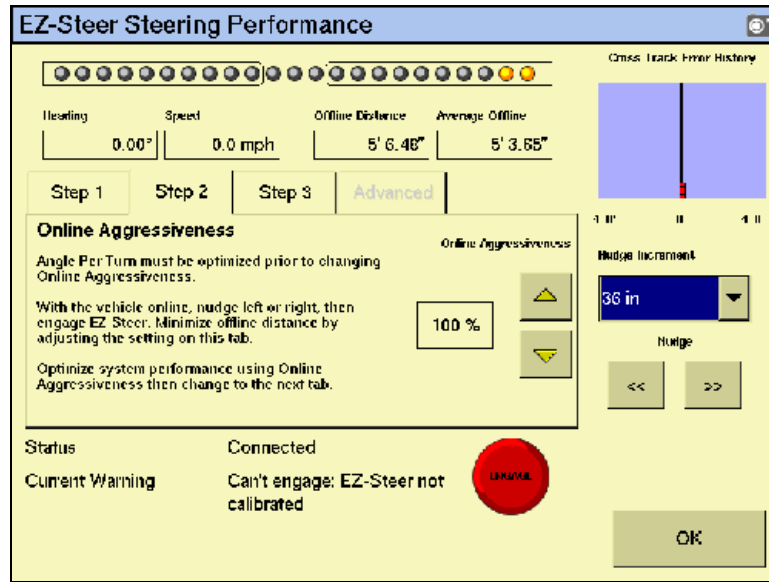 EZ-Steer Steering Performance
Cross Track Error History
Heading Speed Offline Distance Average Offline
0.00° 0.0 mph 5' 6.48" 5' 3.65"
Step 1 Step 2 Step 3 Advanced
Online Aggressiveness
Online Aggressiveness
Angle Per Turn must be optimized prior to changing
Online Aggressiveness.
With the vehicle online, nudge left or right, then
engage EZ Steer. Minimize offline distance by
adjusting the setting on this tab.
100 %
Optimize system performance using Online
Aggressiveness then change to the next tab.
Nudge Increment
36 in
Nudge
<< >>
Status Connected
Current Warning Can't engage: EZ-Steer not
calibrated
ENGAGE
OK